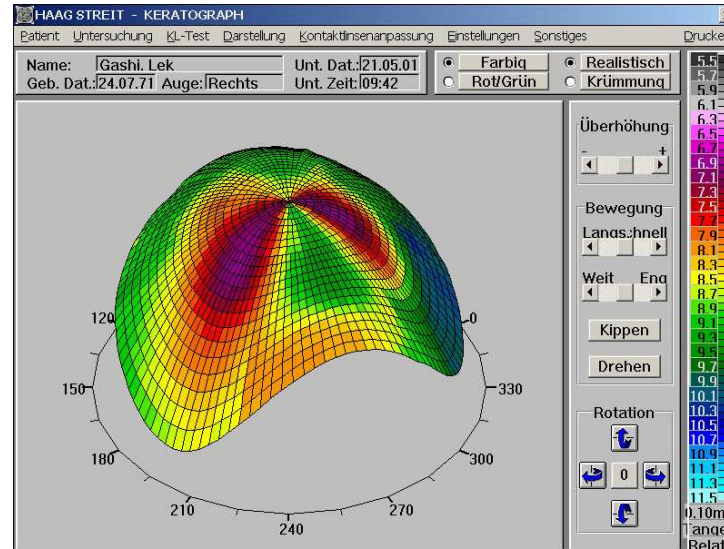 HAAG STREIT - KERATOGRAPH
Patient Untersuchung KL-Test Darstellung Kontaktlinsenanpassung Einstellungen Sonstiges Drucke
Name: Gashi. Lek Unt. Dat.: 21.05.01
Geb. Dat.: 24.07.71 Auge: Rechts Unt. Zeit: 09:42
Farbig Realistisch
Rot/Grün Krümmung
Überhöhung
- +
Bewegung
Langs. chnell
Weit Eng
Kippen
Drehen
Rotation
0
120
150
180
210
240
270
300
330
0
5.5
5.7
5.9
6.1
6.3
6.5
6.7
6.9
7.1
7.3
7.5
7.7
7.9
8.1
8.3
8.5
8.7
8.9
9.1
9.3
9.5
9.7
9.9
10.1
10.3
10.5
10.7
10.9
11.1
11.3
11.5
0.10m
Tange
Relat